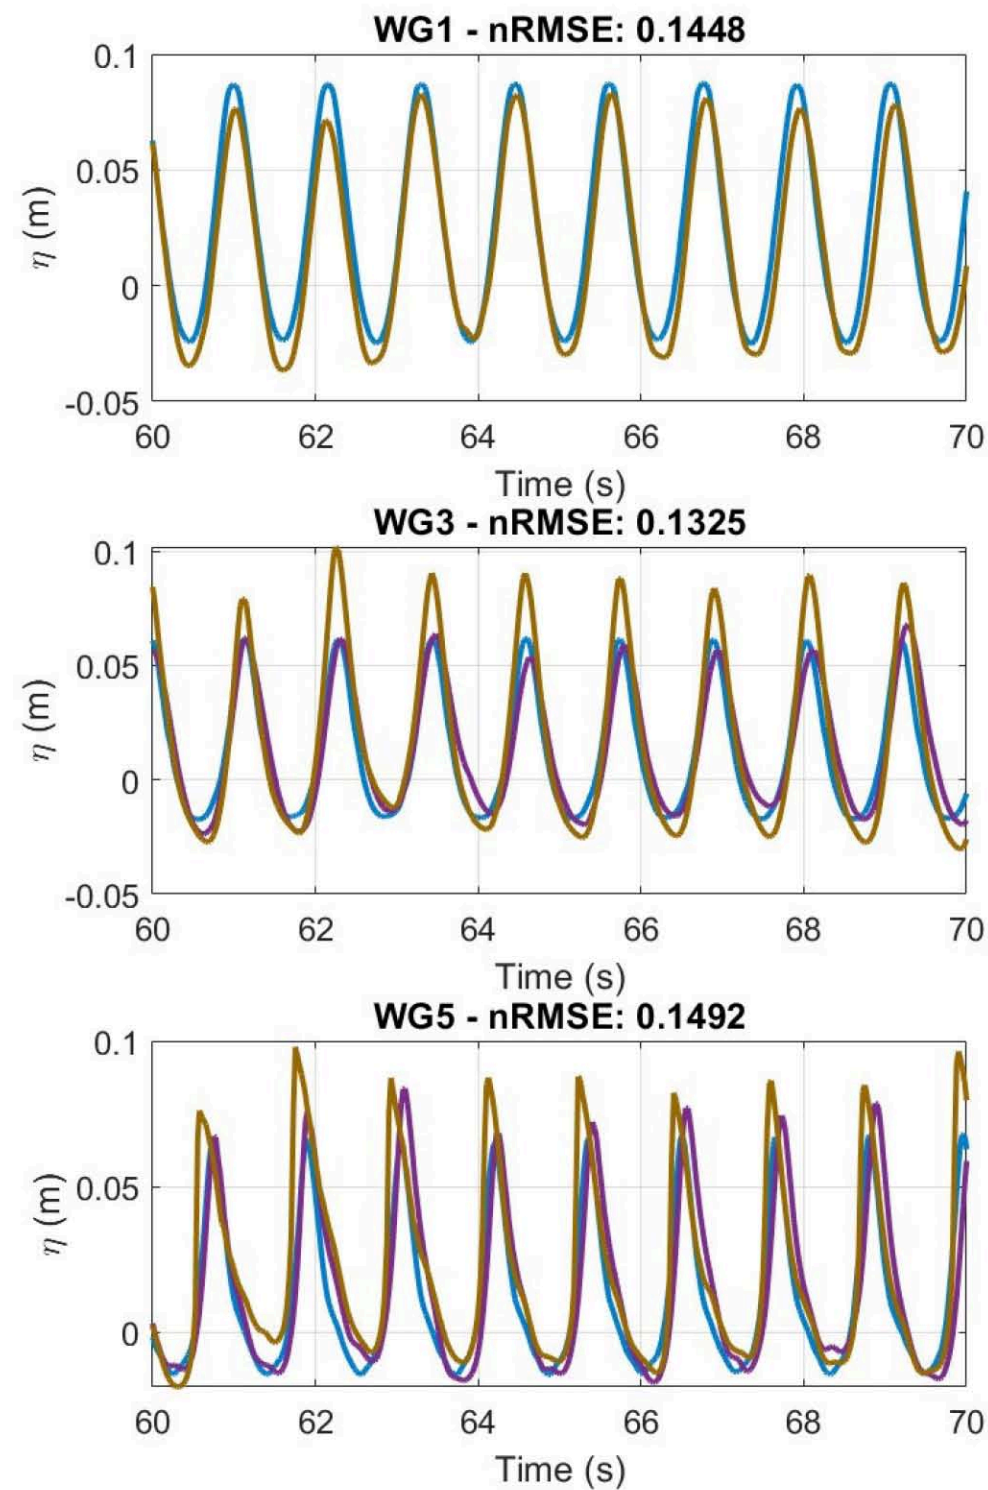 WG1 - nRMSE: 0.1448
0.1
0.05
0
-0.05
η (m)
60 62 64 66 68 70
Time (s)
WG3 - nRMSE: 0.1325
0.1
0.05
0
-0.05
η (m)
60 62 64 66 68 70
Time (s)
WG5 - nRMSE: 0.1492
0.1
0.05
0
η (m)
60 62 64 66 68 70
Time (s)